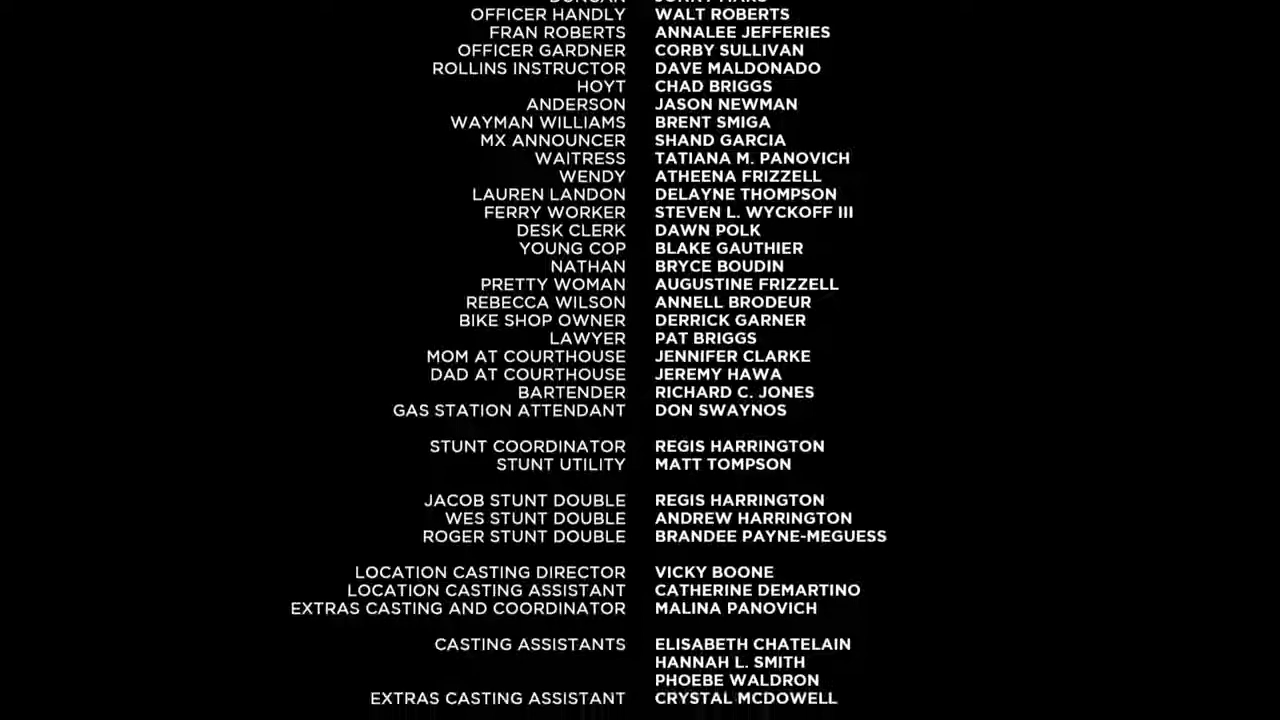 OFFICER HANDLY WALT ROBERTS
FRAN ROBERTS ANNALEE JEFFERIES
OFFICER GARDNER CORBY SULLIVAN
ROLLINS INSTRUCTOR DAVE MALDONADO
HOYT CHAD BRIGGS
ANDERSON JASON NEWMAN
WAYMAN WILLIAMS BRENT SMIGA
MX ANNOUNCER SHAND GARCIA
WAITRESS TATIANA M. PANOVICH
WENDY ATHEENA FRIZZELL
LAUREN LANDON DELAYNE THOMPSON
FERRY WORKER STEVEN L. WYCKOFF III
DESK CLERK DAWN POLK
YOUNG COP BLAKE GAUTHIER
NATHAN BRYCE BOUDIN
PRETTY WOMAN AUGUSTINE FRIZZELL
REBECCA WILSON ANNELL BRODEUR
BIKE SHOP OWNER DERRICK GARNER
LAWYER PAT BRIGGS
MOM AT COURTHOUSE JENNIFER CLARKE
DAD AT COURTHOUSE JEREMY HAWA
BARTENDER RICHARD C. JONES
GAS STATION ATTENDANT DON SWAYNOS
STUNT COORDINATOR REGIS HARRINGTON
STUNT UTILITY MATT TOMPSON
JACOB STUNT DOUBLE REGIS HARRINGTON
WES STUNT DOUBLE ANDREW HARRINGTON
ROGER STUNT DOUBLE BRANDEE PAYNE-MEGUESS
LOCATION CASTING DIRECTOR VICKY BOONE
LOCATION CASTING ASSISTANT CATHERINE DEMARTINO
EXTRAS CASTING AND COORDINATOR MALINA PANOVICH
CASTING ASSISTANTS ELISABETH CHATELAIN
HANNAH L. SMITH
PHOEBE WALDRON
EXTRAS CASTING ASSISTANT CRYSTAL MCDOWELL